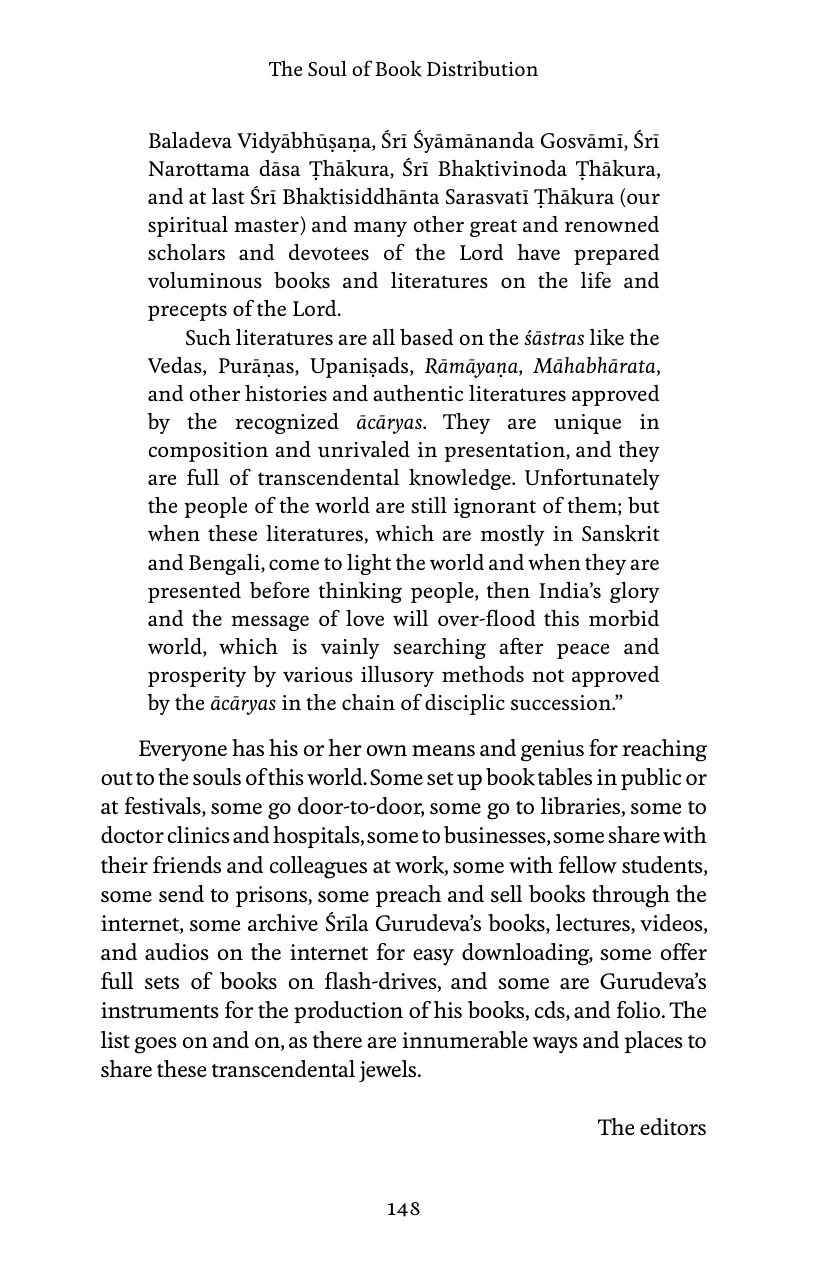 The Soul of Book Distribution
Baladeva Vidyābhūṣaṇa, Śrī Śyāmānanda Gosvāmī, Śrī
Narottama dāsa Ṭhākura, Śrī Bhaktivinoda Ṭhākura,
and at last Śrī Bhaktisiddhānta Sarasvatī Ṭhākura (our
spiritual master) and many other great and renowned
scholars and devotees of the Lord have prepared
voluminous books and literatures on the life and
precepts of the Lord.
Such literatures are all based on the śāstras like the
Vedas, Purāṇas, Upaniṣads, Rāmāyaṇa, Māhabhārata,
and other histories and authentic literatures approved
by the recognized ācāryas. They are unique in
composition and unrivaled in presentation, and they
are full of transcendental knowledge. Unfortunately
the people of the world are still ignorant of them; but
when these literatures, which are mostly in Sanskrit
and Bengali, come to light the world and when they are
presented before thinking people, then India’s glory
and the message of love will over-flood this morbid
world, which is vainly searching after peace and
prosperity by various illusory methods not approved
by the ācāryas in the chain of disciplic succession.”
Everyone has his or her own means and genius for reaching
out to the souls of this world. Some set up book tables in public or
at festivals, some go door-to-door, some go to libraries, some to
doctor clinics and hospitals, some to businesses, some share with
their friends and colleagues at work, some with fellow students,
some send to prisons, some preach and sell books through the
internet, some archive Śrīla Gurudeva’s books, lectures, videos,
and audios on the internet for easy downloading, some offer
full sets of books on flash-drives, and some are Gurudeva’s
instruments for the production of his books, cds, and folio. The
list goes on and on, as there are innumerable ways and places to
share these transcendental jewels.
The editors
148